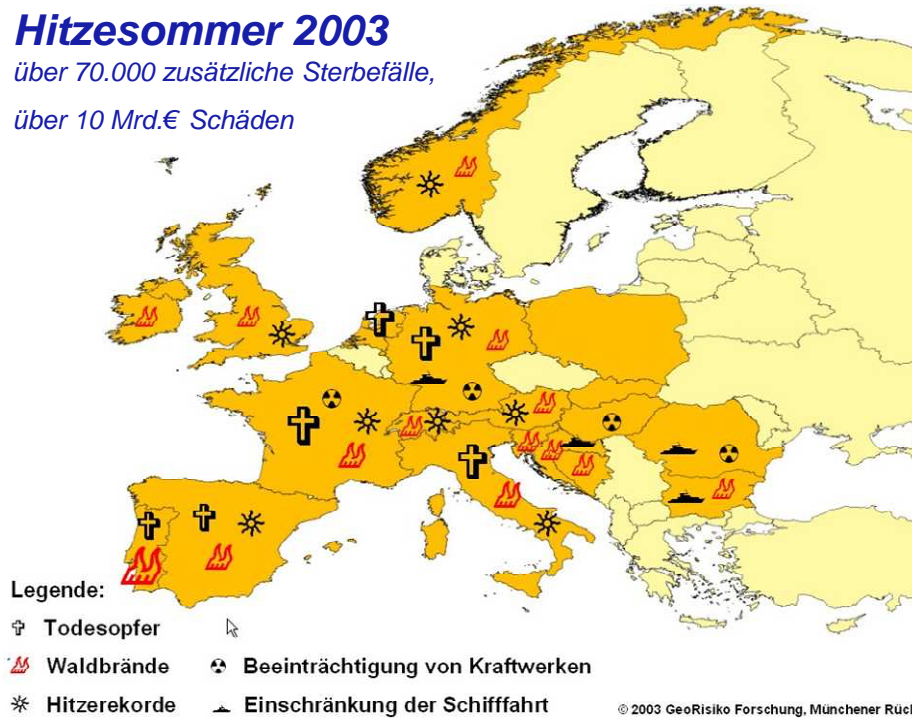 Hitzesommer 2003
über 70.000 zusätzliche Sterbefälle,
über 10 Mrd.€ Schäden
Legende:
Todesopfer
Waldbrände
Beeinträchtigung von Kraftwerken
Hitzerekorde
Einschränkung der Schifffahrt
© 2003 GeoRisiko Forschung, Münchener Rüc